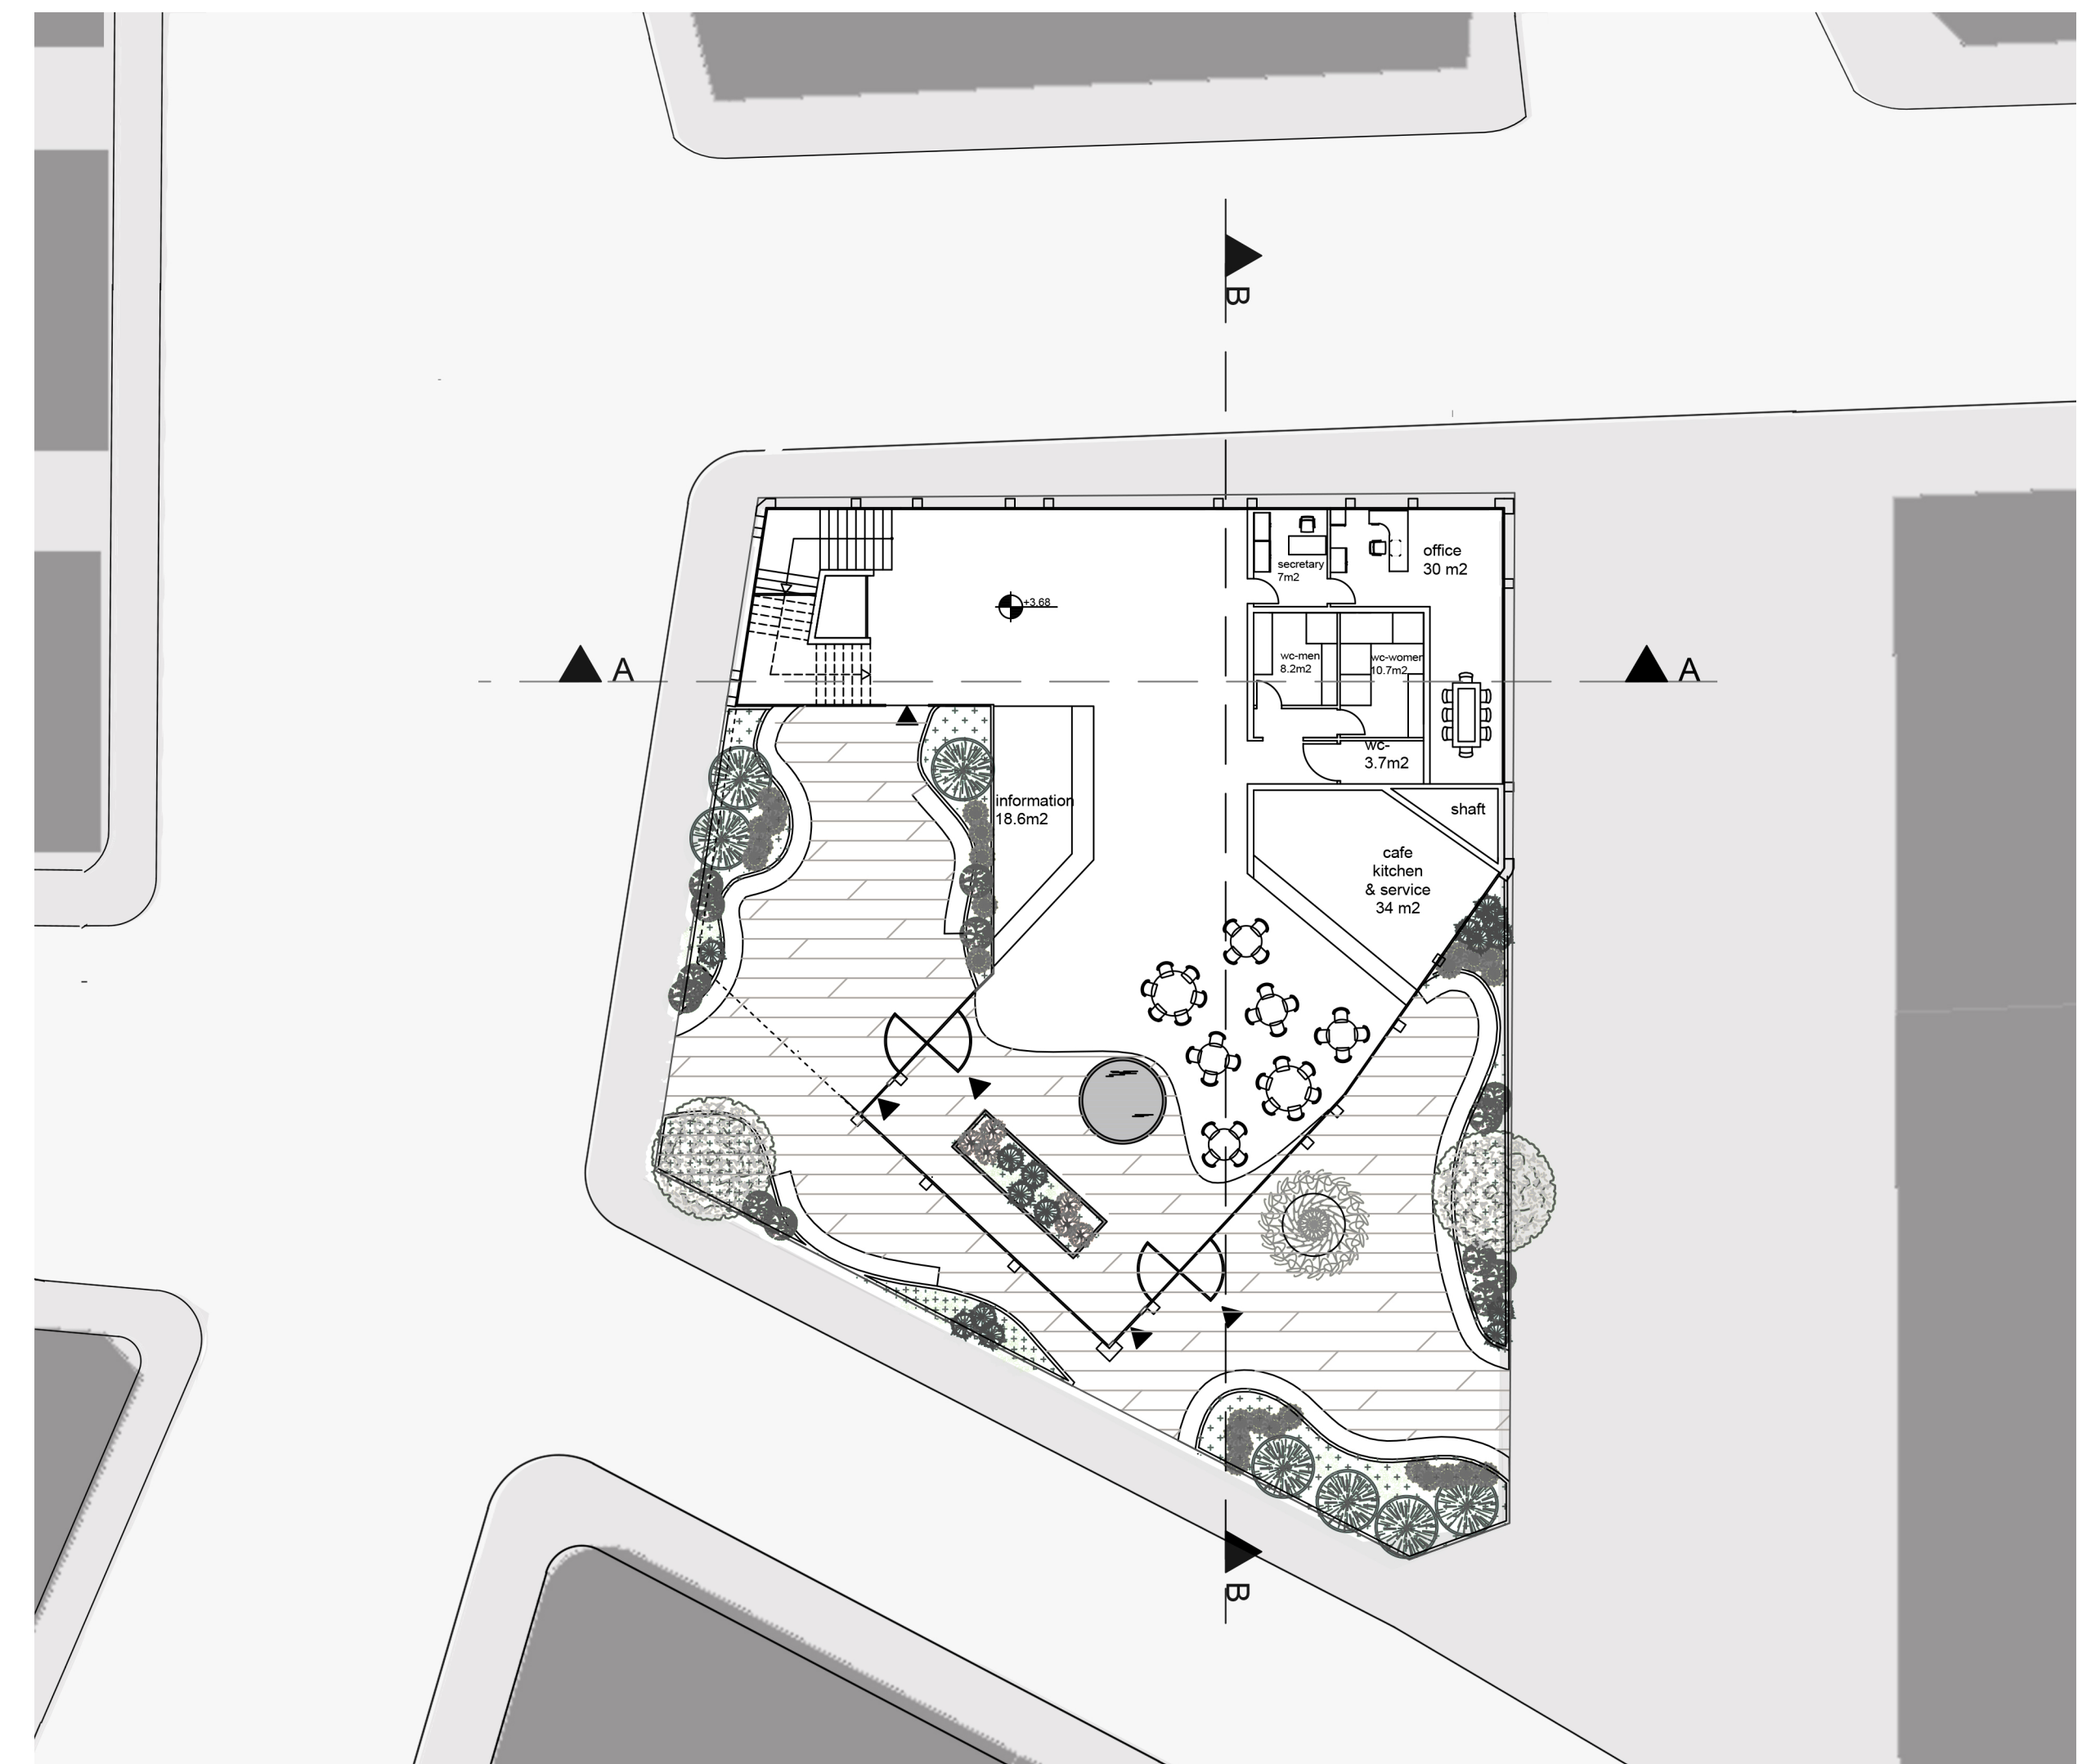 B
office
30 m2
secretary
7m2
+3.68
A
wc-men
8.2m2
wc-women
10.7m2
A
wc-
3.7m2
information
18.6m2
shaft
cafe
kitchen
& service
34 m2
B